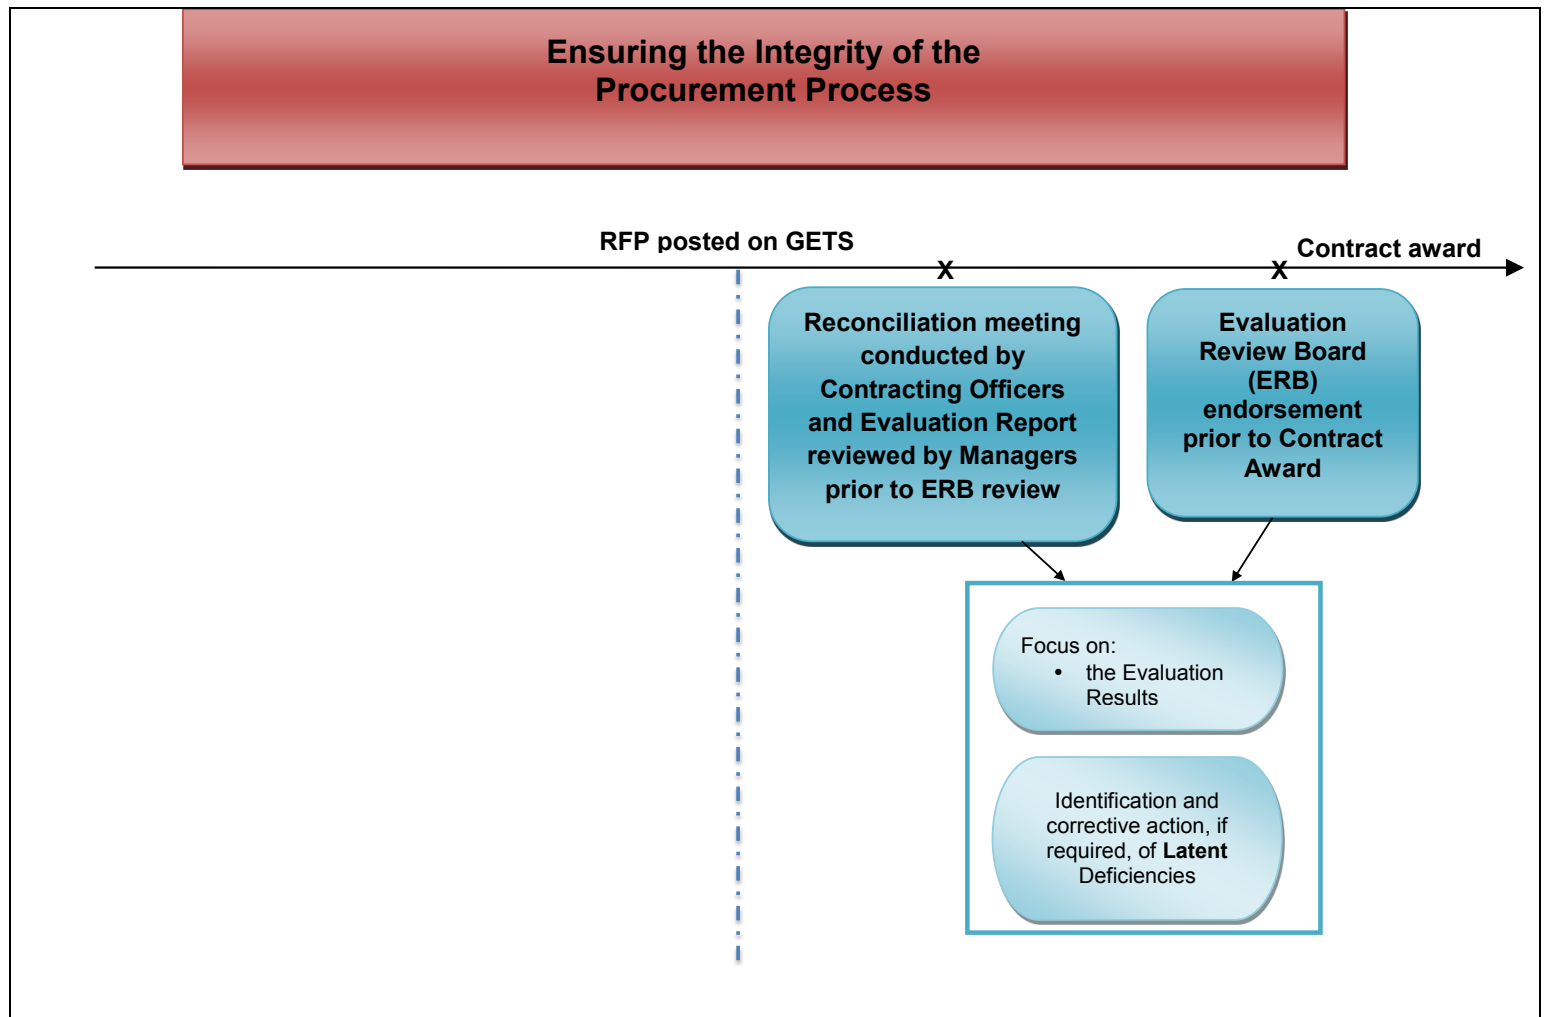 Ensuring the Integrity of the
Procurement Process
RFP posted on GETS
Contract award
X
X
Reconciliation meeting
conducted by
Contracting Officers
and Evaluation Report
reviewed by Managers
prior to ERB review
Evaluation
Review Board
(ERB)
endorsement
prior to Contract
Award
Focus on:
• the Evaluation
Results
Identification and
corrective action, if
required, of Latent
Deficiencies